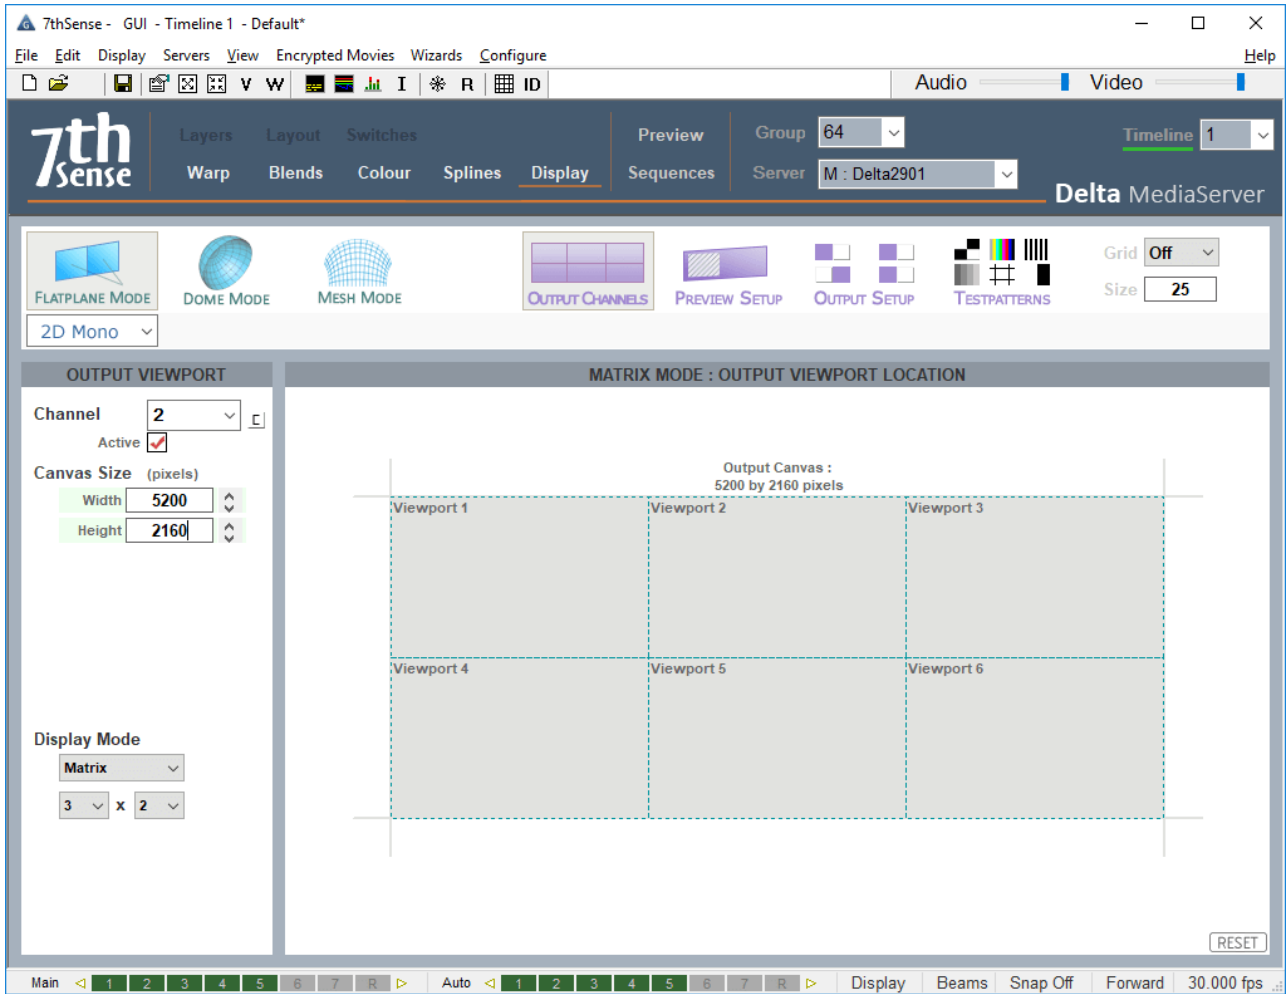 7thSense - GUI - Timeline 1 - Default*
File Edit Display Servers View Encrypted Movies Wizards Configure Help
V W I R ID Audio Video
7th Sense
Layers Layout Switches Preview Group 64 Timeline 1
Warp Blends Colour Splines Display Sequences Server M : Delta2901
Delta MediaServer
Grid Off
FLATPLANE MODE DOME MODE MESH MODE OUTPUT CHANNELS PREVIEW SETUP OUTPUT SETUP TESTPATTERNS Size 25
2D Mono
OUTPUT VIEWPORT
Channel 2
Active
Canvas Size (pixels)
Width 5200
Height 2160
Display Mode
Matrix
3 x 2
MATRIX MODE : OUTPUT VIEWPORT LOCATION
Output Canvas :
5200 by 2160 pixels
Viewport 1 Viewport 2 Viewport 3
Viewport 4 Viewport 5 Viewport 6
RESET
Main 1 2 3 4 5 6 7 R Auto 1 2 3 4 5 6 7 R Display Beams Snap Off Forward 30.000 fps